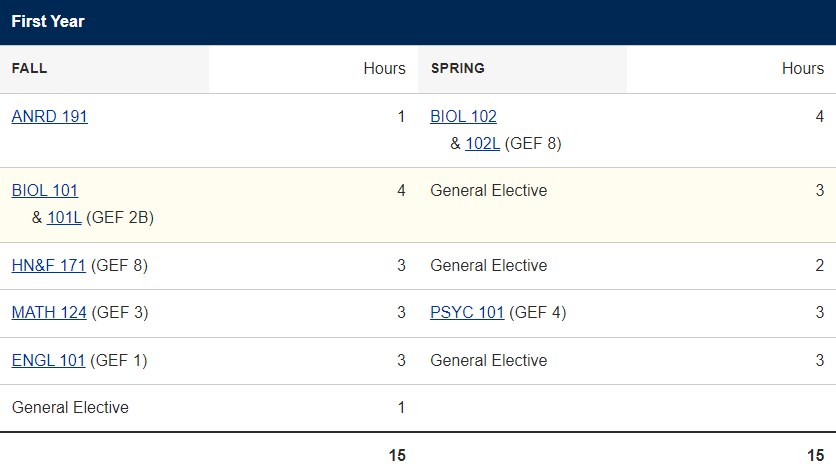 First Year
FALL Hours SPRING Hours
ANRD 191 1 BIOL 102 4
& 102L (GEF 8)
BIOL 101 4 General Elective 3
& 101L (GEF 2B)
HN&F 171 (GEF 8) 3 General Elective 2
MATH 124 (GEF 3) 3 PSYC 101 (GEF 4) 3
ENGL 101 (GEF 1) 3 General Elective 3
General Elective 1
15 15